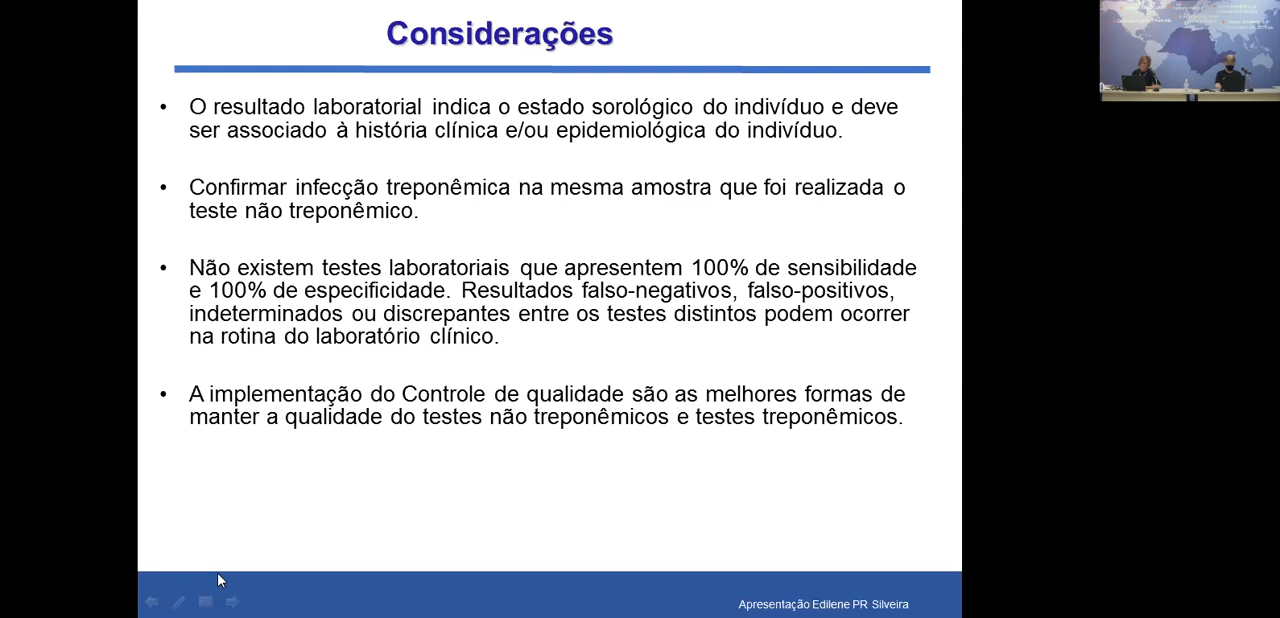 Considerações
• O resultado laboratorial indica o estado sorológico do indivíduo e deve
ser associado à história clínica e/ou epidemiológica do indivíduo.
• Confirmar infecção treponêmica na mesma amostra que foi realizada o
teste não treponêmico.
• Não existem testes laboratoriais que apresentem 100% de sensibilidade
e 100% de especificidade. Resultados falso-negativos, falso-positivos,
indeterminados ou discrepantes entre os testes distintos podem ocorrer
na rotina do laboratório clínico.
• A implementação do Controle de qualidade são as melhores formas de
manter a qualidade do testes não treponêmicos e testes treponêmicos.
Apresentação Edilene PR Silveira